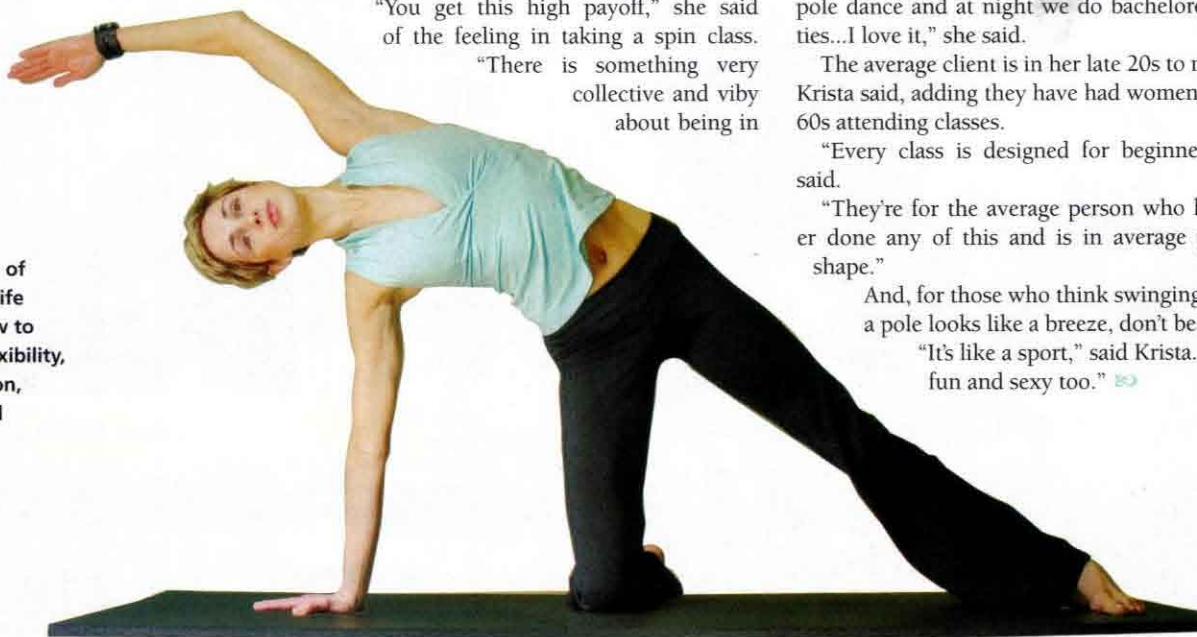 of
ife
w to
xibility,
on,
l
"You get this high payoff," she said
of the feeling in taking a spin class.
"There is something very
collective and viby
about being in
pole dance and at night we do bachelore
ties...I love it," she said.
The average client is in her late 20s to
Krista said, adding they have had women
60s attending classes.
"Every class is designed for beginne
said.
"They're for the average person who
er done any of this and is in average
shape."
And, for those who think swinging
a pole looks like a breeze, don't be
"It's like a sport," said Krista.
fun and sexy too."